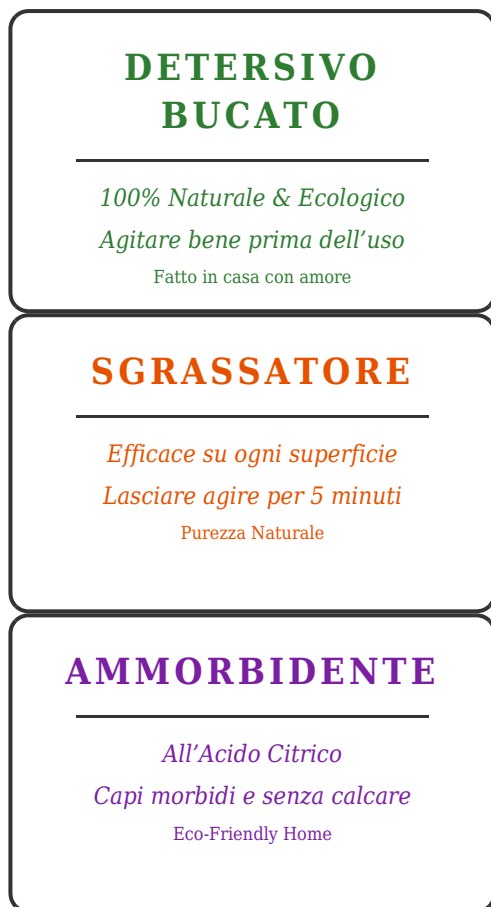 DETERSIVO
BUCATO
100% Naturale & Ecologico
Agitare bene prima dell’uso
Fatto in casa con amore
SGRASSATORE
Efficace su ogni superficie
Lasciare agire per 5 minuti
Purezza Naturale
AMMORBIDENTE
All’Acido Citrico
Capi morbidi e senza calcare
Eco-Friendly Home